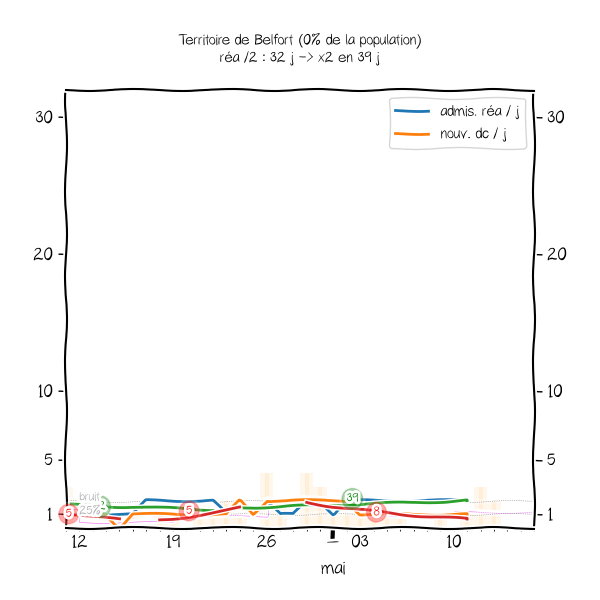 Territoire de Belfort (0% de la population)
réa /2 : 32 j -> x2 en 39 j
admis. réa / j
nouv. dc / j
30 30
20 20
10 10
5 5
bruit
25%
39
5 5 8
1 1
12 19 26 03 10
mai